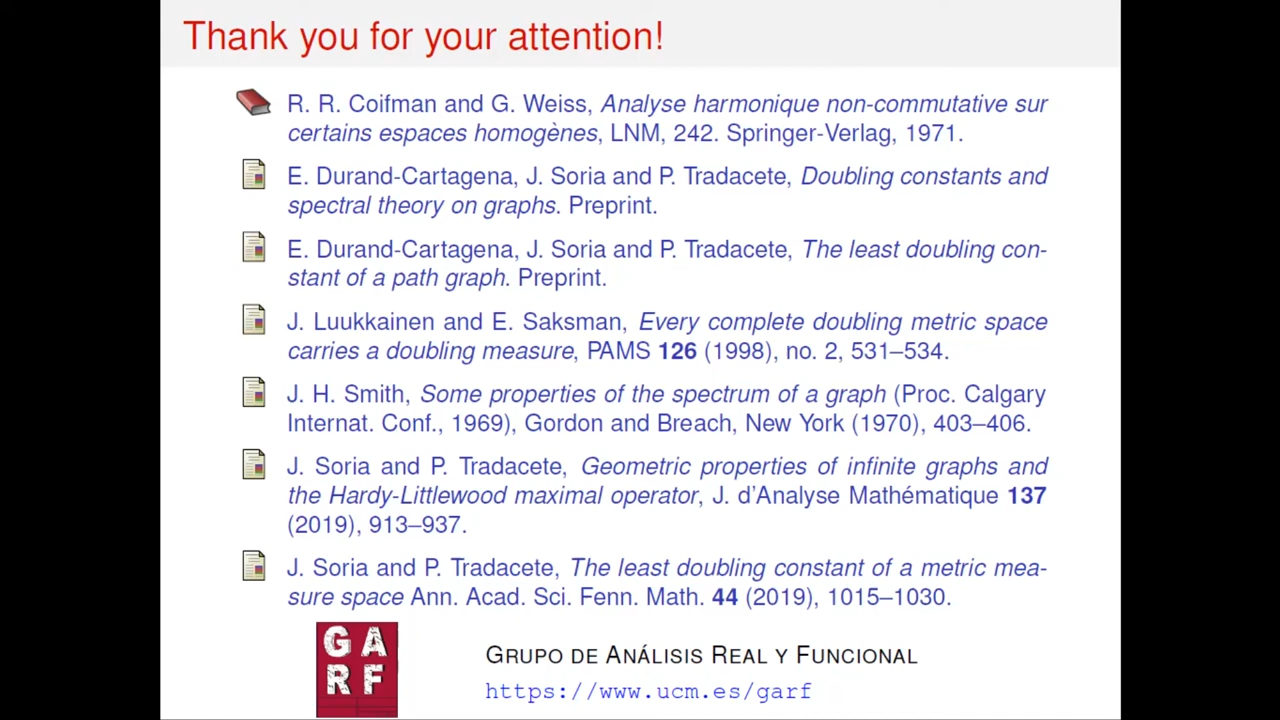 Thank you for your attention!
R. R. Coifman and G. Weiss, Analyse harmonique non-commutative sur
certains espaces homogènes, LNM, 242. Springer-Verlag, 1971.
E. Durand-Cartagena, J. Soria and P. Tradacete, Doubling constants and
spectral theory on graphs. Preprint.
E. Durand-Cartagena, J. Soria and P. Tradacete, The least doubling con-
stant of a path graph. Preprint.
J. Luukkainen and E. Saksman, Every complete doubling metric space
carries a doubling measure, PAMS 126 (1998), no. 2, 531–534.
J. H. Smith, Some properties of the spectrum of a graph (Proc. Calgary
Internat. Conf., 1969), Gordon and Breach, New York (1970), 403–406.
J. Soria and P. Tradacete, Geometric properties of infinite graphs and
the Hardy-Littlewood maximal operator, J. d'Analyse Mathématique 137
(2019), 913–937.
J. Soria and P. Tradacete, The least doubling constant of a metric mea-
sure space Ann. Acad. Sci. Fenn. Math. 44 (2019), 1015–1030.
GA
RF
GRUPO DE ANÁLISIS REAL Y FUNCIONAL
https://www.ucm.es/garf